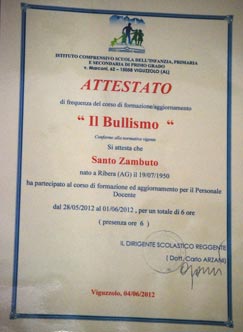 ISTITUTO COMPRENSIVO SCUOLA DELL'INFANZIA, PRIMARIA
E SECONDARIA DI PRIMO GRADO
v. Marconi, 62 - 15058 VIGUZZOLO (AL)
ATTESTATO
di frequenza del corso di formazione/aggiornamento
“ Il Bullismo “
Conforme alla normativa vigente
Si attesta che
Santo Zambuto
nato a Ribera (AG) il 19/07/1950
ha partecipato al corso di formazione ed aggiornamento per il Personale
Docente
dal 28/05/2012 al 01/06/2012 , per un totale di 6 ore
( presenza ore 6 )
IL DIRIGENTE SCOLASTICO REGGENTE
( Dott. Carlo ARZANI )
Viguzzolo, 04/06/2012